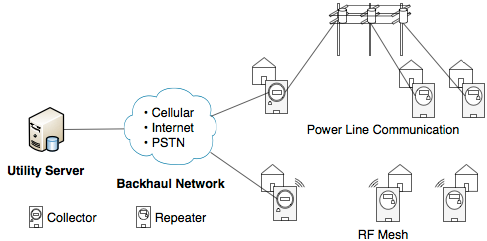 • Cellular
• Internet
• PSTN
Power Line Communication
Utility Server
Backhaul Network
Collector
Repeater
RF Mesh